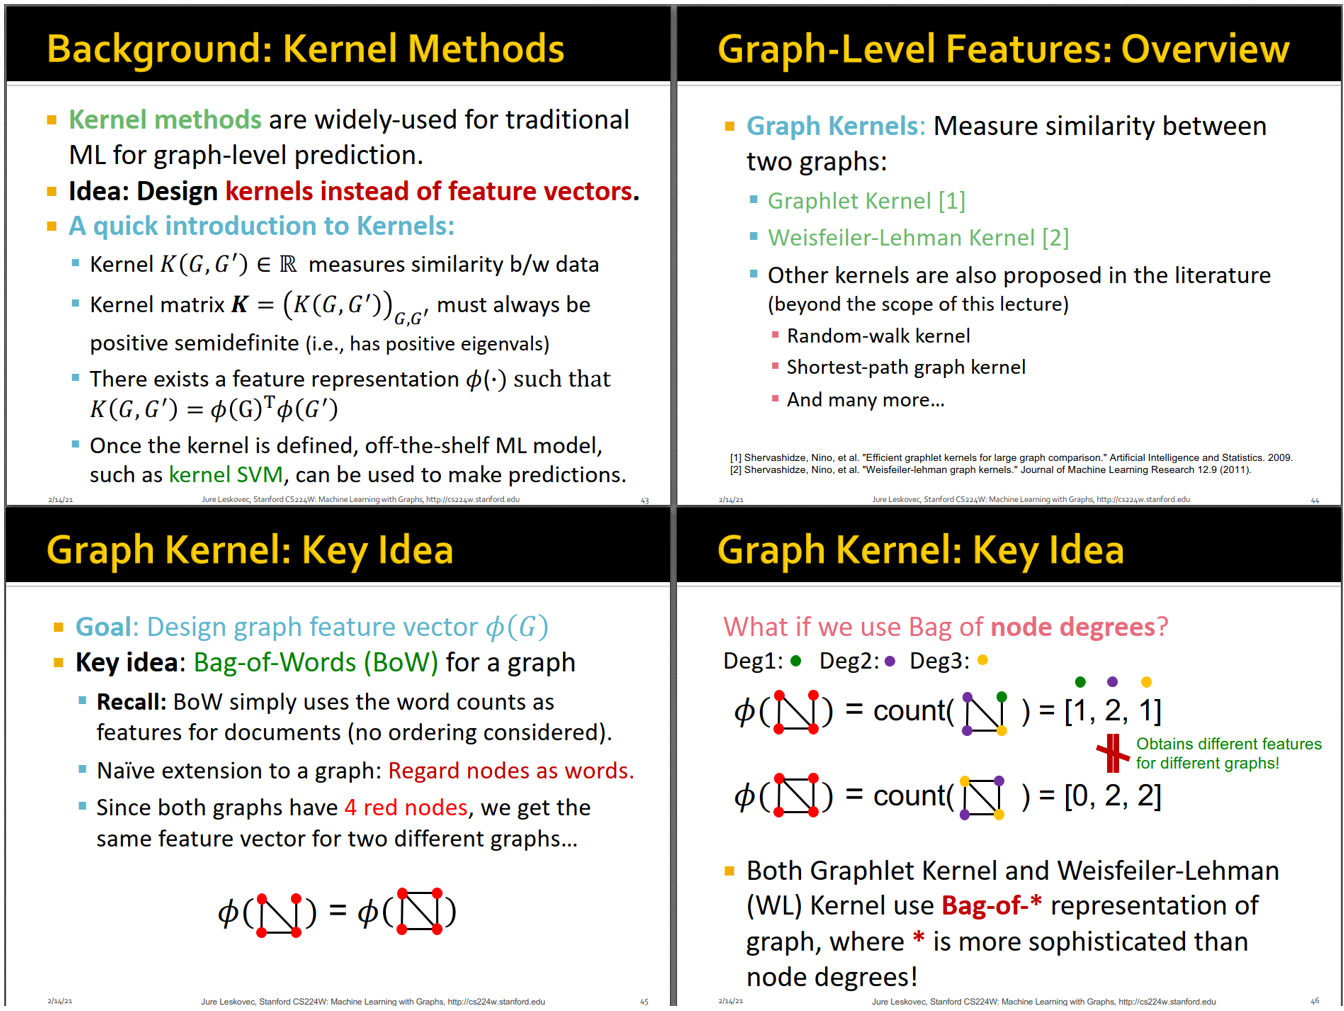 Background: Kernel Methods
Kernel methods are widely-used for traditional
ML for graph-level prediction.
Idea: Design kernels instead of feature vectors.
A quick introduction to Kernels:
Kernel K(G, G′) ∈ ℝ measures similarity b/w data
Kernel matrix K = (K(G, G′))_{G,G′} must always be
positive semidefinite (i.e., has positive eigenvals)
There exists a feature representation ϕ(·) such that
K(G, G′) = ϕ(G)ᵀϕ(G′)
Once the kernel is defined, off-the-shelf ML model,
such as kernel SVM, can be used to make predictions.
2/14/21 Jure Leskovec, Stanford CS224W: Machine Learning with Graphs, http://cs224w.stanford.edu 43
Graph-Level Features: Overview
Graph Kernels: Measure similarity between
two graphs:
Graphlet Kernel [1]
Weisfeiler-Lehman Kernel [2]
Other kernels are also proposed in the literature
(beyond the scope of this lecture)
Random-walk kernel
Shortest-path graph kernel
And many more…
[1] Shervashidze, Nino, et al. "Efficient graphlet kernels for large graph comparison." Artificial Intelligence and Statistics. 2009.
[2] Shervashidze, Nino, et al. "Weisfeiler-lehman graph kernels." Journal of Machine Learning Research 12.9 (2011).
2/14/21 Jure Leskovec, Stanford CS224W: Machine Learning with Graphs, http://cs224w.stanford.edu 44
Graph Kernel: Key Idea
Goal: Design graph feature vector ϕ(G)
Key idea: Bag-of-Words (BoW) for a graph
Recall: BoW simply uses the word counts as
features for documents (no ordering considered).
Naïve extension to a graph: Regard nodes as words.
Since both graphs have 4 red nodes, we get the
same feature vector for two different graphs…
ϕ( ) = ϕ( )
2/14/21 Jure Leskovec, Stanford CS224W: Machine Learning with Graphs, http://cs224w.stanford.edu 45
Graph Kernel: Key Idea
What if we use Bag of node degrees?
Deg1: Deg2: Deg3:
ϕ( ) = count( ) = [1, 2, 1]
Obtains different features
for different graphs!
ϕ( ) = count( ) = [0, 2, 2]
Both Graphlet Kernel and Weisfeiler-Lehman
(WL) Kernel use Bag-of-* representation of
graph, where * is more sophisticated than
node degrees!
2/14/21 Jure Leskovec, Stanford CS224W: Machine Learning with Graphs, http://cs224w.stanford.edu 46